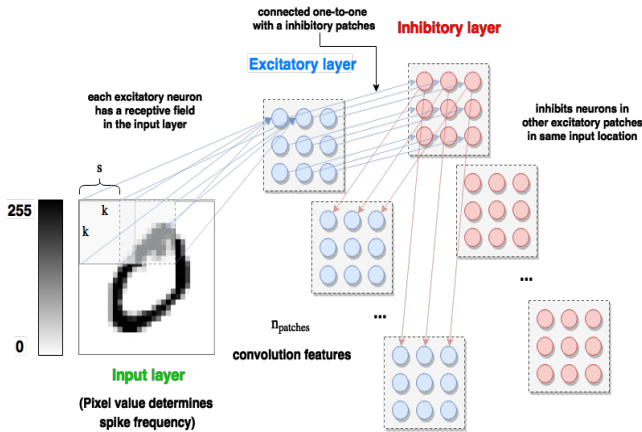 connected one-to-one
with a inhibitory patches
Inhibitory layer
Excitatory layer
each excitatory neuron
has a receptive field
in the input layer
inhibits neurons in
other excitatory patches
in same input location
s
255
k
k
0
...
...
n_patches
convolution features
Input layer
(Pixel value determines
spike frequency)